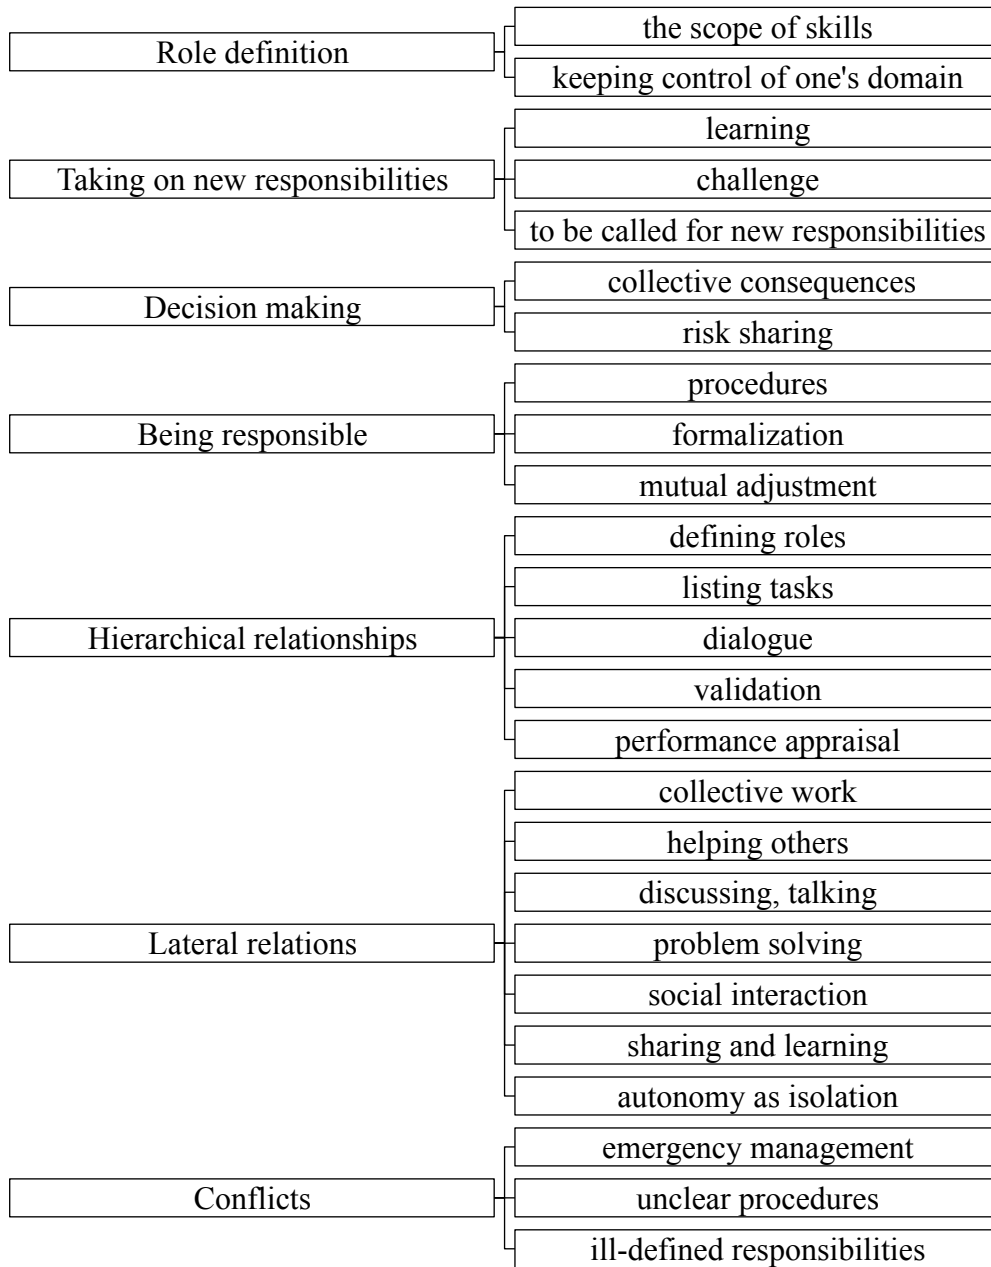 Role definition
the scope of skills
keeping control of one's domain
Taking on new responsibilities
learning
challenge
to be called for new responsibilities
Decision making
collective consequences
risk sharing
Being responsible
procedures
formalization
mutual adjustment
Hierarchical relationships
defining roles
listing tasks
dialogue
validation
performance appraisal
Lateral relations
collective work
helping others
discussing, talking
problem solving
social interaction
sharing and learning
autonomy as isolation
Conflicts
emergency management
unclear procedures
ill-defined responsibilities